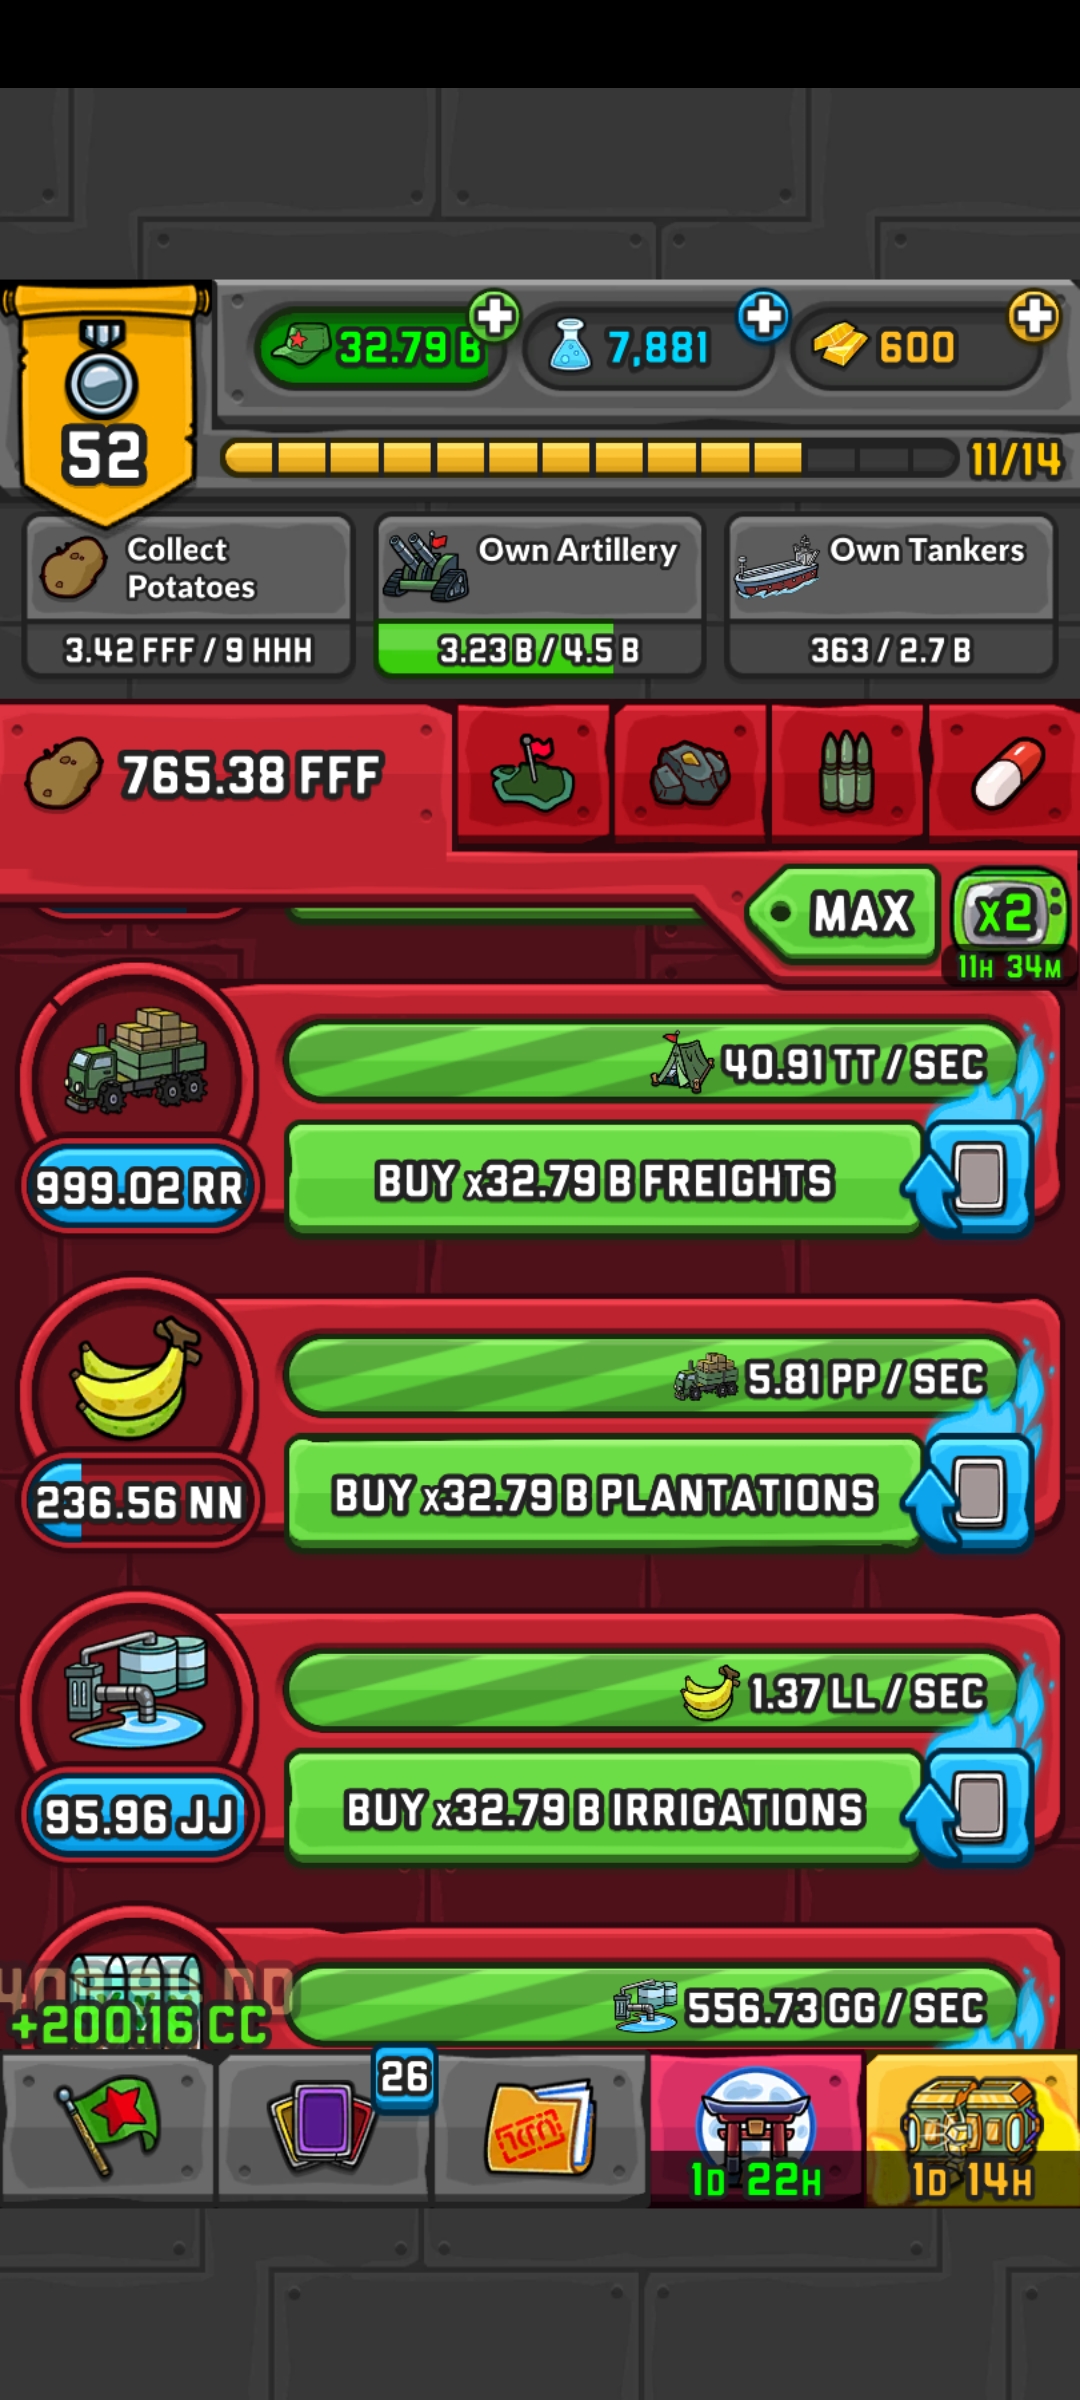 32.79 B
7,881
600
52
11/14
Collect
Potatoes
3.42 FFF / 9 HHH
Own Artillery
3.23 B / 4.5 B
Own Tankers
363 / 2.7 B
765.38 FFF
MAX
x2
11H 34M
40.91 TT / SEC
999.02 RR
BUY x32.79 B FREIGHTS
5.81 PP / SEC
236.56 NN
BUY x32.79 B PLANTATIONS
1.37 LL / SEC
95.96 JJ
BUY x32.79 B IRRIGATIONS
+200.16 CC
556.73 GG / SEC
26
1D 22H
1D 14H